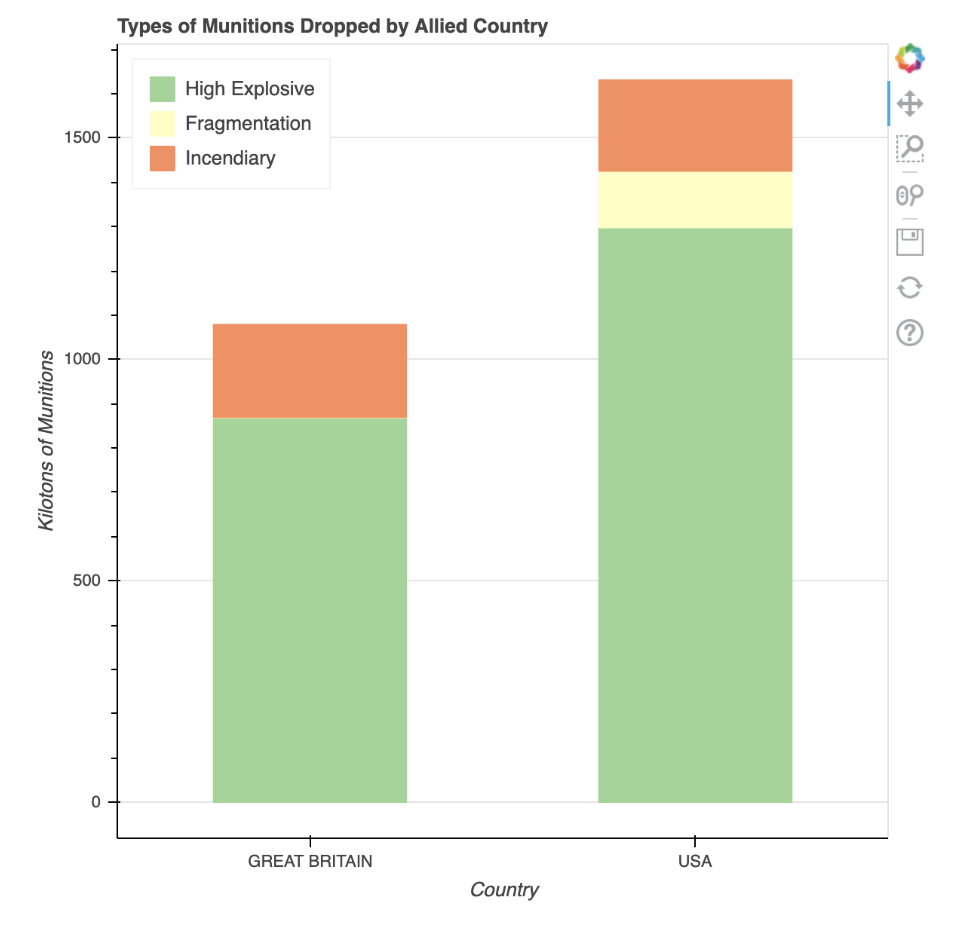 Types of Munitions Dropped by Allied Country
High Explosive
Fragmentation
Incendiary
1500
1000
500
0
Kilotons of Munitions
GREAT BRITAIN
USA
Country